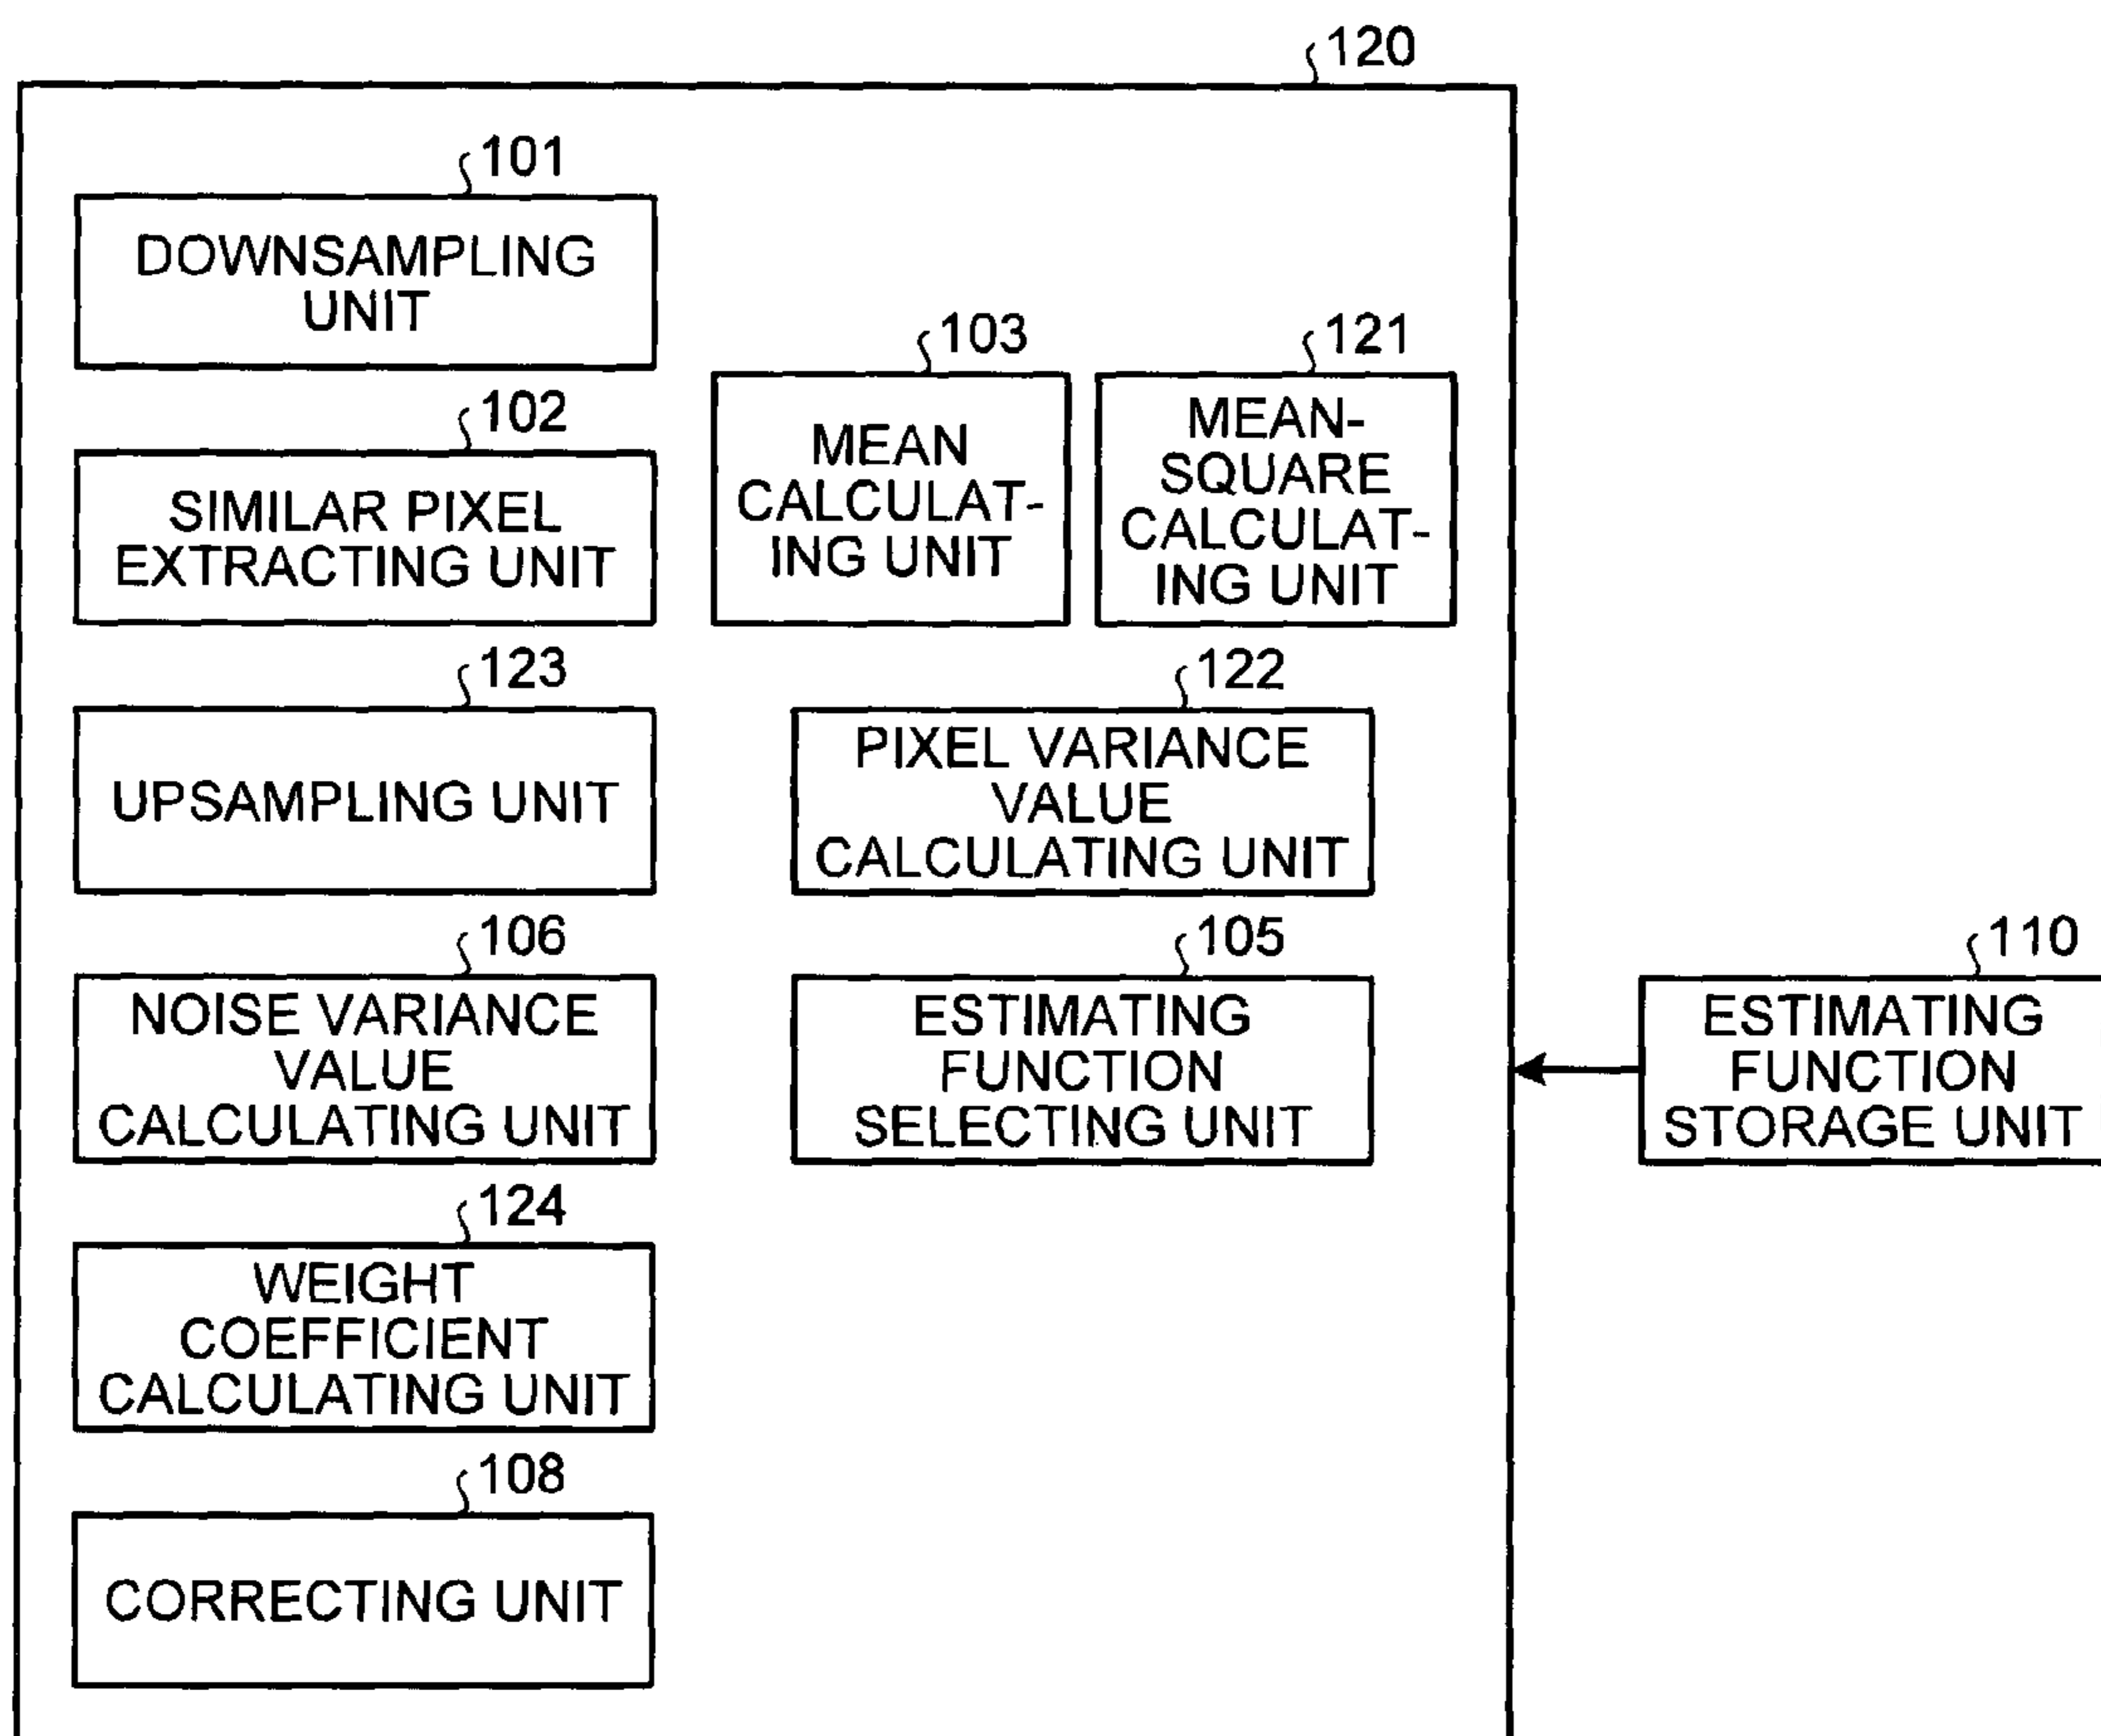 120
101
DOWNSAMPLING
UNIT
102
SIMILAR PIXEL
EXTRACTING UNIT
103
MEAN
CALCULAT-
ING UNIT
121
MEAN-
SQUARE
CALCULAT-
ING UNIT
123
UPSAMPLING UNIT
122
PIXEL VARIANCE
VALUE
CALCULATING UNIT
106
NOISE VARIANCE
VALUE
CALCULATING UNIT
105
ESTIMATING
FUNCTION
SELECTING UNIT
110
ESTIMATING
FUNCTION
STORAGE UNIT
124
WEIGHT
COEFFICIENT
CALCULATING UNIT
108
CORRECTING UNIT